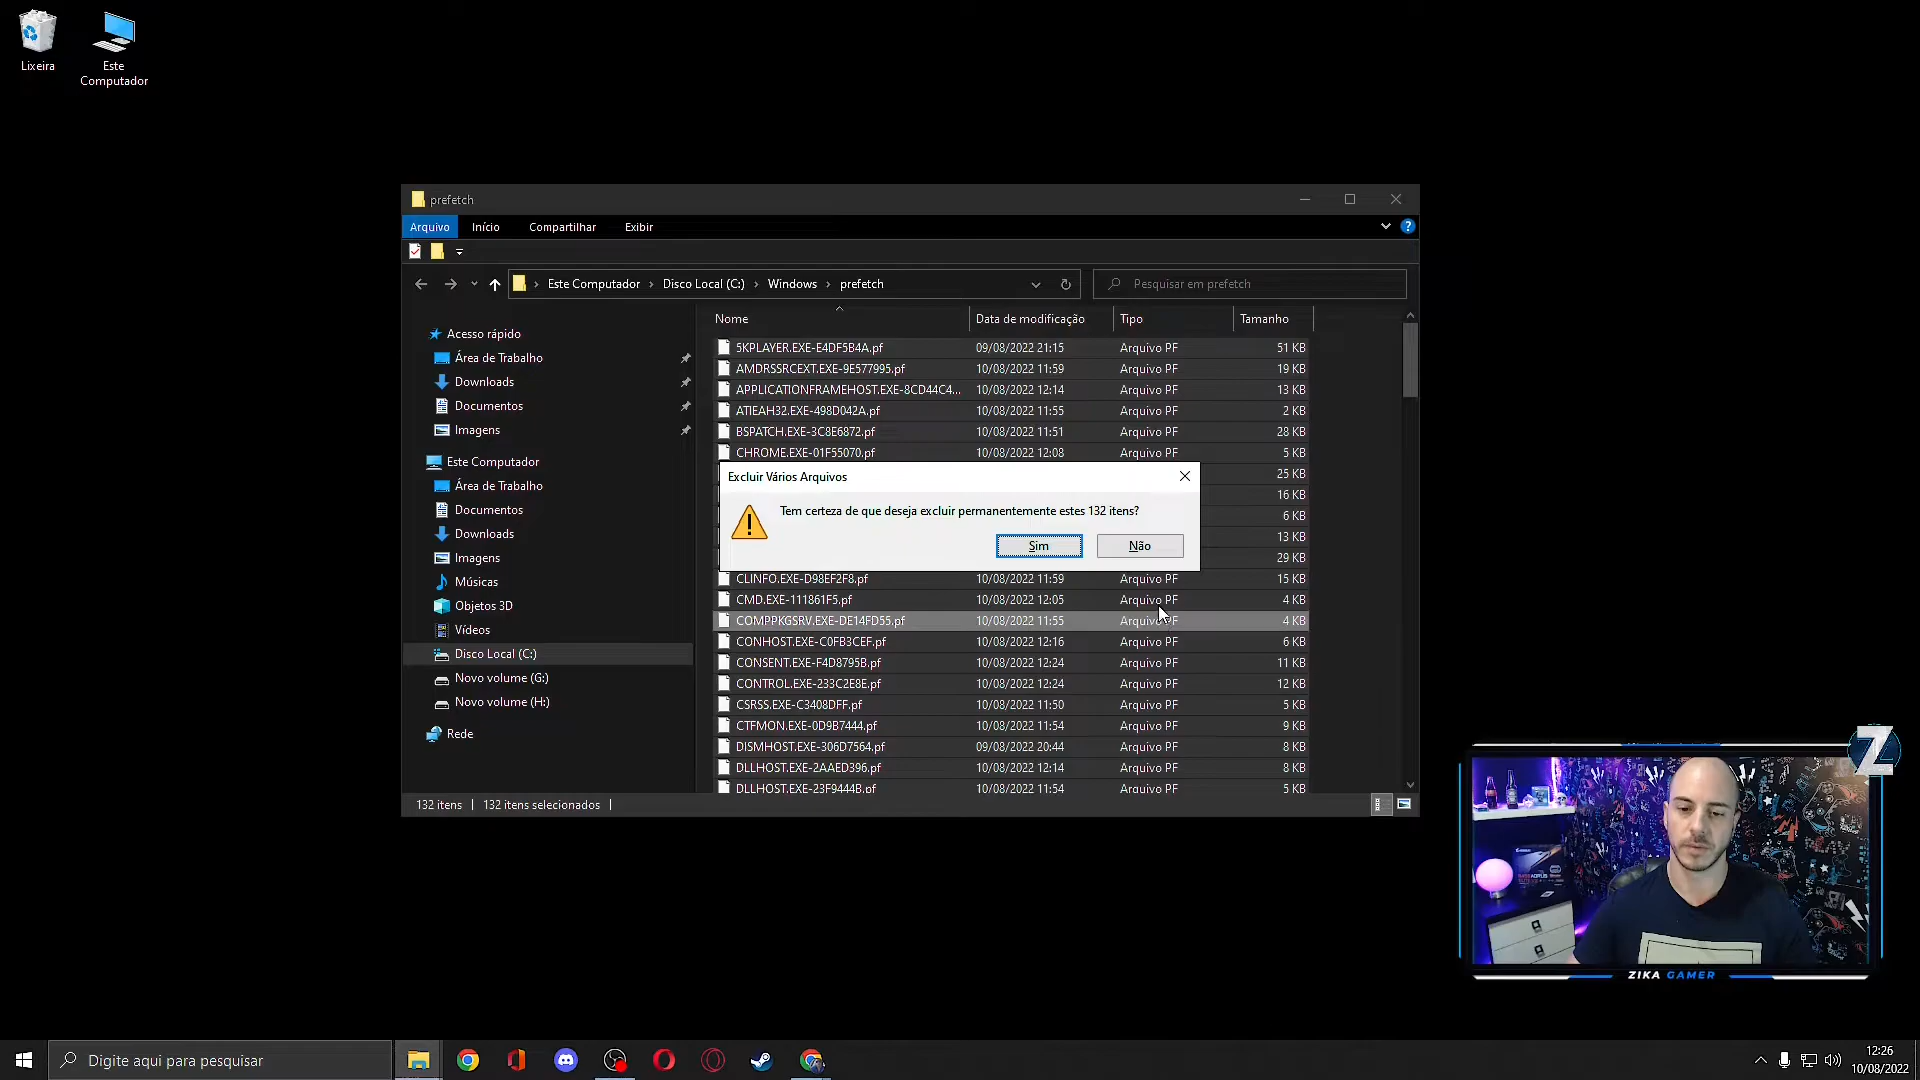 Lixeira
Este
Computador
prefetch
Arquivo
Início
Compartilhar
Exibir
Este Computador
Disco Local (C:)
Windows
prefetch
Pesquisar em prefetch
Nome
Data de modificação
Tipo
Tamanho
Acesso rápido
Área de Trabalho
Downloads
Documentos
Imagens
Este Computador
Área de Trabalho
Documentos
Downloads
Imagens
Músicas
Objetos 3D
Vídeos
Disco Local (C:)
Novo volume (G:)
Novo volume (H:)
Rede
5KPLAYER.EXE-E4DF5B4A.pf 09/08/2022 21:15 Arquivo PF 51 KB
AMDRSSRCEXT.EXE-9E577995.pf 10/08/2022 11:59 Arquivo PF 19 KB
APPLICATIONFRAMEHOST.EXE-8CD44C4... 10/08/2022 12:14 Arquivo PF 13 KB
ATIEAH32.EXE-498D042A.pf 10/08/2022 11:55 Arquivo PF 2 KB
BSPATCH.EXE-3C8E6872.pf 10/08/2022 11:51 Arquivo PF 28 KB
CHROME.EXE-01F55070.pf 10/08/2022 12:08 Arquivo PF 5 KB
25 KB
16 KB
6 KB
13 KB
29 KB
Excluir Vários Arquivos
Tem certeza de que deseja excluir permanentemente estes 132 itens?
Sim
Não
CLINFO.EXE-D98EF2F8.pf 10/08/2022 11:59 Arquivo PF 15 KB
CMD.EXE-111861F5.pf 10/08/2022 12:05 Arquivo PF 4 KB
COMPPKGSRV.EXE-DE14FD55.pf 10/08/2022 11:55 Arquivo PF 4 KB
CONHOST.EXE-C0FB3CEF.pf 10/08/2022 12:16 Arquivo PF 6 KB
CONSENT.EXE-F4D8795B.pf 10/08/2022 12:24 Arquivo PF 11 KB
CONTROL.EXE-233C2E8E.pf 10/08/2022 12:24 Arquivo PF 12 KB
CSRSS.EXE-C3408DFF.pf 10/08/2022 11:50 Arquivo PF 5 KB
CTFMON.EXE-0D9B7444.pf 10/08/2022 11:54 Arquivo PF 9 KB
DISMHOST.EXE-306D7564.pf 09/08/2022 20:44 Arquivo PF 8 KB
DLLHOST.EXE-2AAED396.pf 10/08/2022 12:14 Arquivo PF 8 KB
DLLHOST.EXE-23F9444B.pf 10/08/2022 11:54 Arquivo PF 5 KB
132 itens
132 itens selecionados
Z
ZIKA GAMER
Digite aqui para pesquisar
12:26
10/08/2022